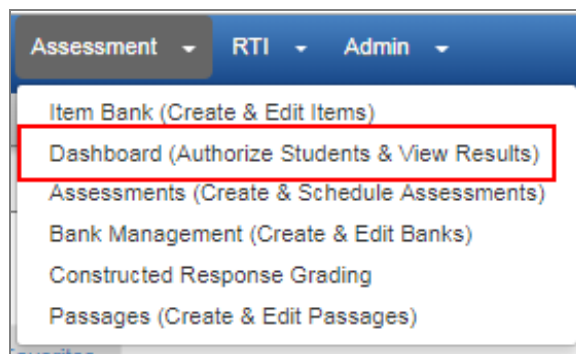 Assessment RTI Admin
Item Bank (Create & Edit Items)
Dashboard (Authorize Students & View Results)
Assessments (Create & Schedule Assessments)
Bank Management (Create & Edit Banks)
Constructed Response Grading
Passages (Create & Edit Passages)